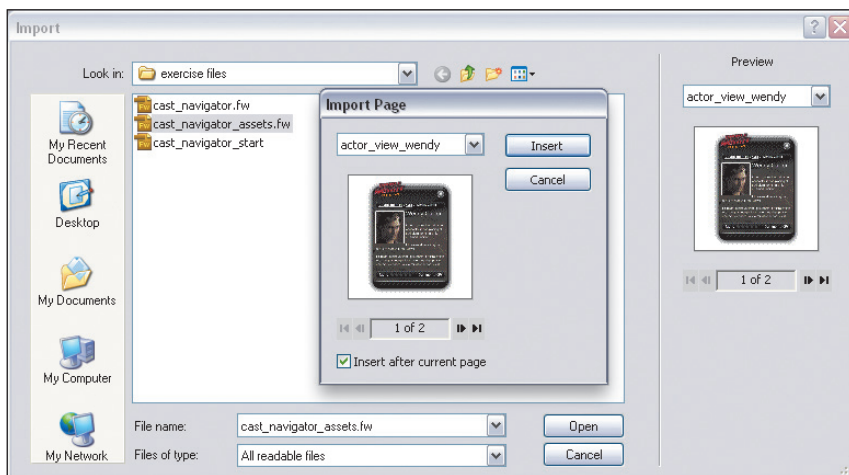 Import
Look in:
exercise files
Preview
actor_view_wendy
My Recent
Documents
Desktop
My Documents
My Computer
My Network
cast_navigator.fw
cast_navigator_assets.fw
cast_navigator_start
Import Page
actor_view_wendy
Insert
Cancel
1 of 2
Insert after current page
1 of 2
File name:
cast_navigator_assets.fw
Open
Files of type:
All readable files
Cancel